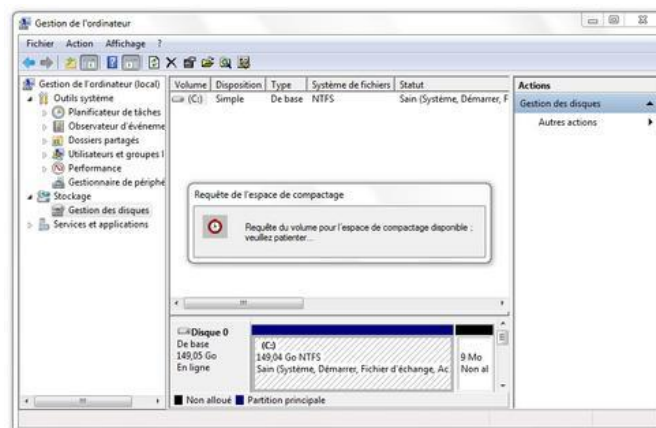 Gestion de l'ordinateur
Fichier Action Affichage ?
Gestion de l'ordinateur (local)
Outils système
Planificateur de tâches
Observateur d'événeme
Dossiers partagés
Utilisateurs et groupes l
Performance
Gestionnaire de périphé
Stockage
Gestion des disques
Services et applications
Volume Disposition Type Système de fichiers Statut
(C:) Simple De base NTFS Sain (Système, Démarrer, F
Actions
Gestion des disques
Autres actions
Requête de l'espace de compactage
Requête du volume pour l'espace de compactage disponible ;
veuillez patienter...
Disque 0
De base
149,05 Go
En ligne
(C:)
149,04 Go NTFS
Sain (Système, Démarrer, Fichier d'échange, Ac
9 Mo
Non al
Non alloué Partition principale